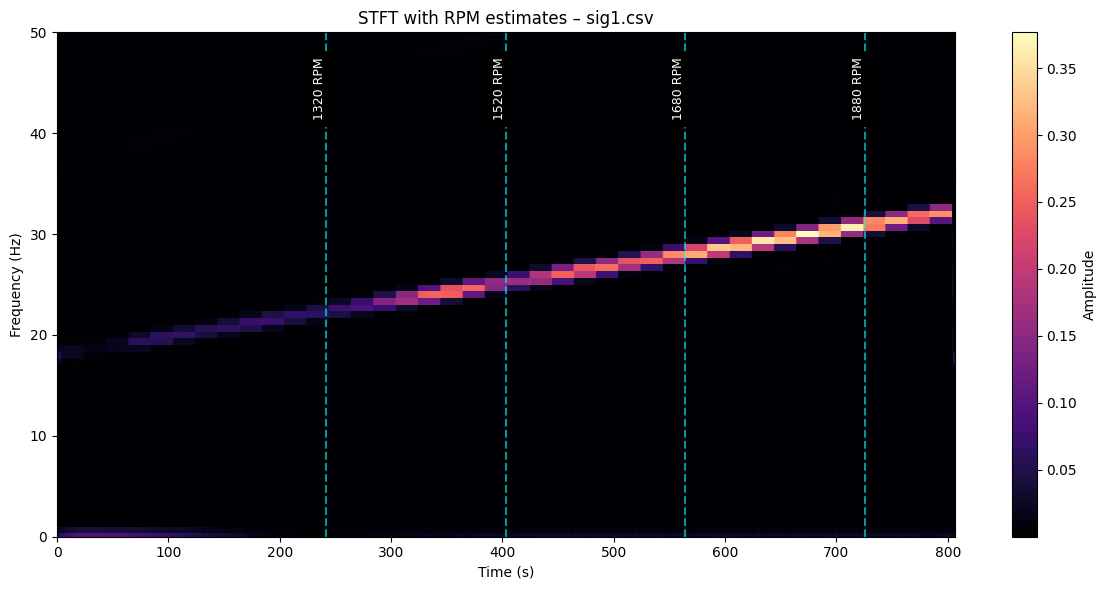 STFT with RPM estimates – sig1.csv
50
40
30
20
10
0
Frequency (Hz)
1320 RPM
1520 RPM
1680 RPM
1880 RPM
0 100 200 300 400 500 600 700 800
Time (s)
0.35
0.30
0.25
0.20
0.15
0.10
0.05
Amplitude